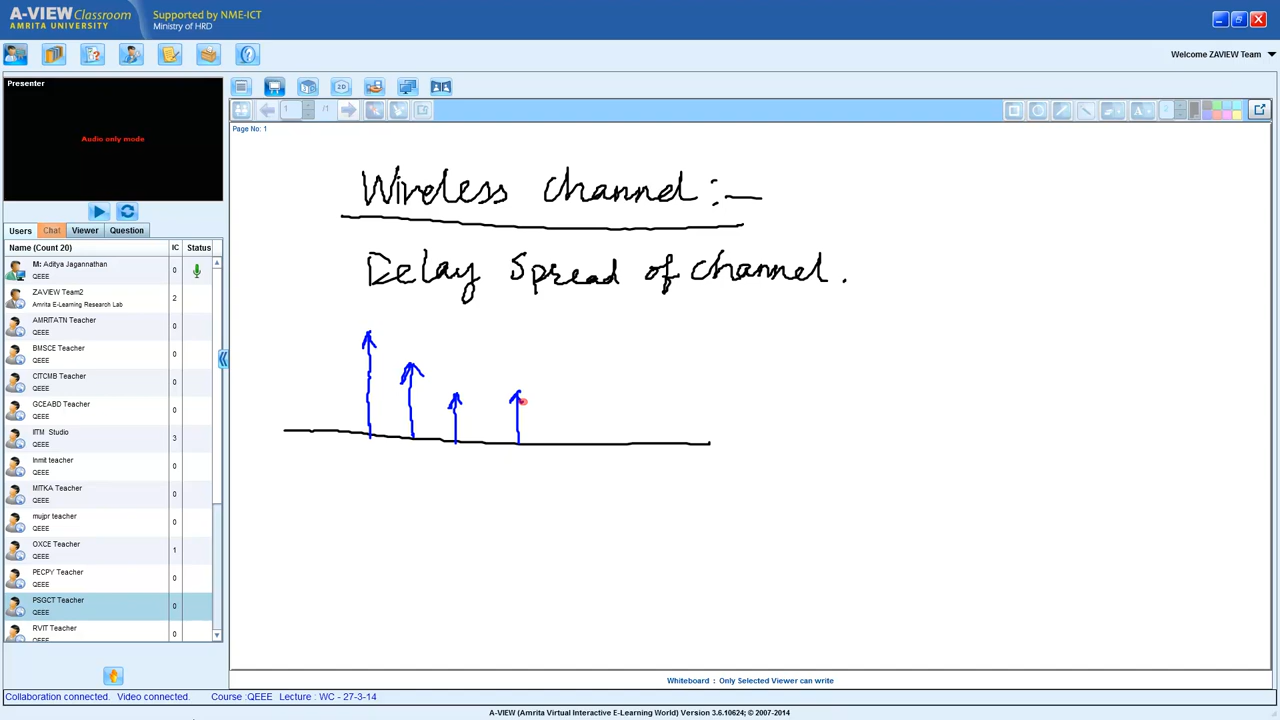 A-VIEW Classroom
AMRITA UNIVERSITY
Supported by NME-ICT
Ministry of HRD
Welcome ZAVIEW Team
Presenter
Audio only mode
Users Chat Viewer Question
Name (Count 20) IC Status
M: Aditya Jagannathan
QEEE
0
ZAVIEW Team2
Amrita E-Learning Research Lab
2
AMRITATN Teacher
QEEE
0
BMSCE Teacher
QEEE
0
CITCMB Teacher
QEEE
0
GCEABD Teacher
QEEE
0
IITM Studio
QEEE
3
Inmit teacher
QEEE
0
MITKA Teacher
QEEE
0
mujpr teacher
QEEE
0
OXCE Teacher
QEEE
1
PECPY Teacher
QEEE
0
PSGCT Teacher
QEEE
0
RVIT Teacher
QEEE
0
2D
1 /1
A
2
Page No: 1
Wireless Channel :—
Delay Spread of channel.
Whiteboard : Only Selected Viewer can write
Collaboration connected. Video connected. Course :QEEE Lecture : WC - 27-3-14
A-VIEW (Amrita Virtual Interactive E-Learning World) Version 3.6.10624; © 2007-2014